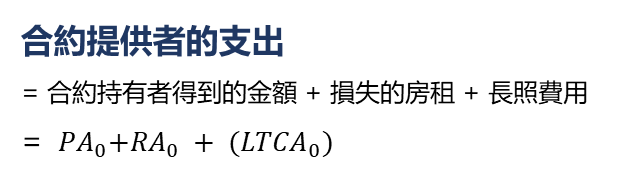 合約提供者的支出
= 合約持有者得到的金額 + 損失的房租 + 長照費用
= PA₀+RA₀ + (LTCA₀)